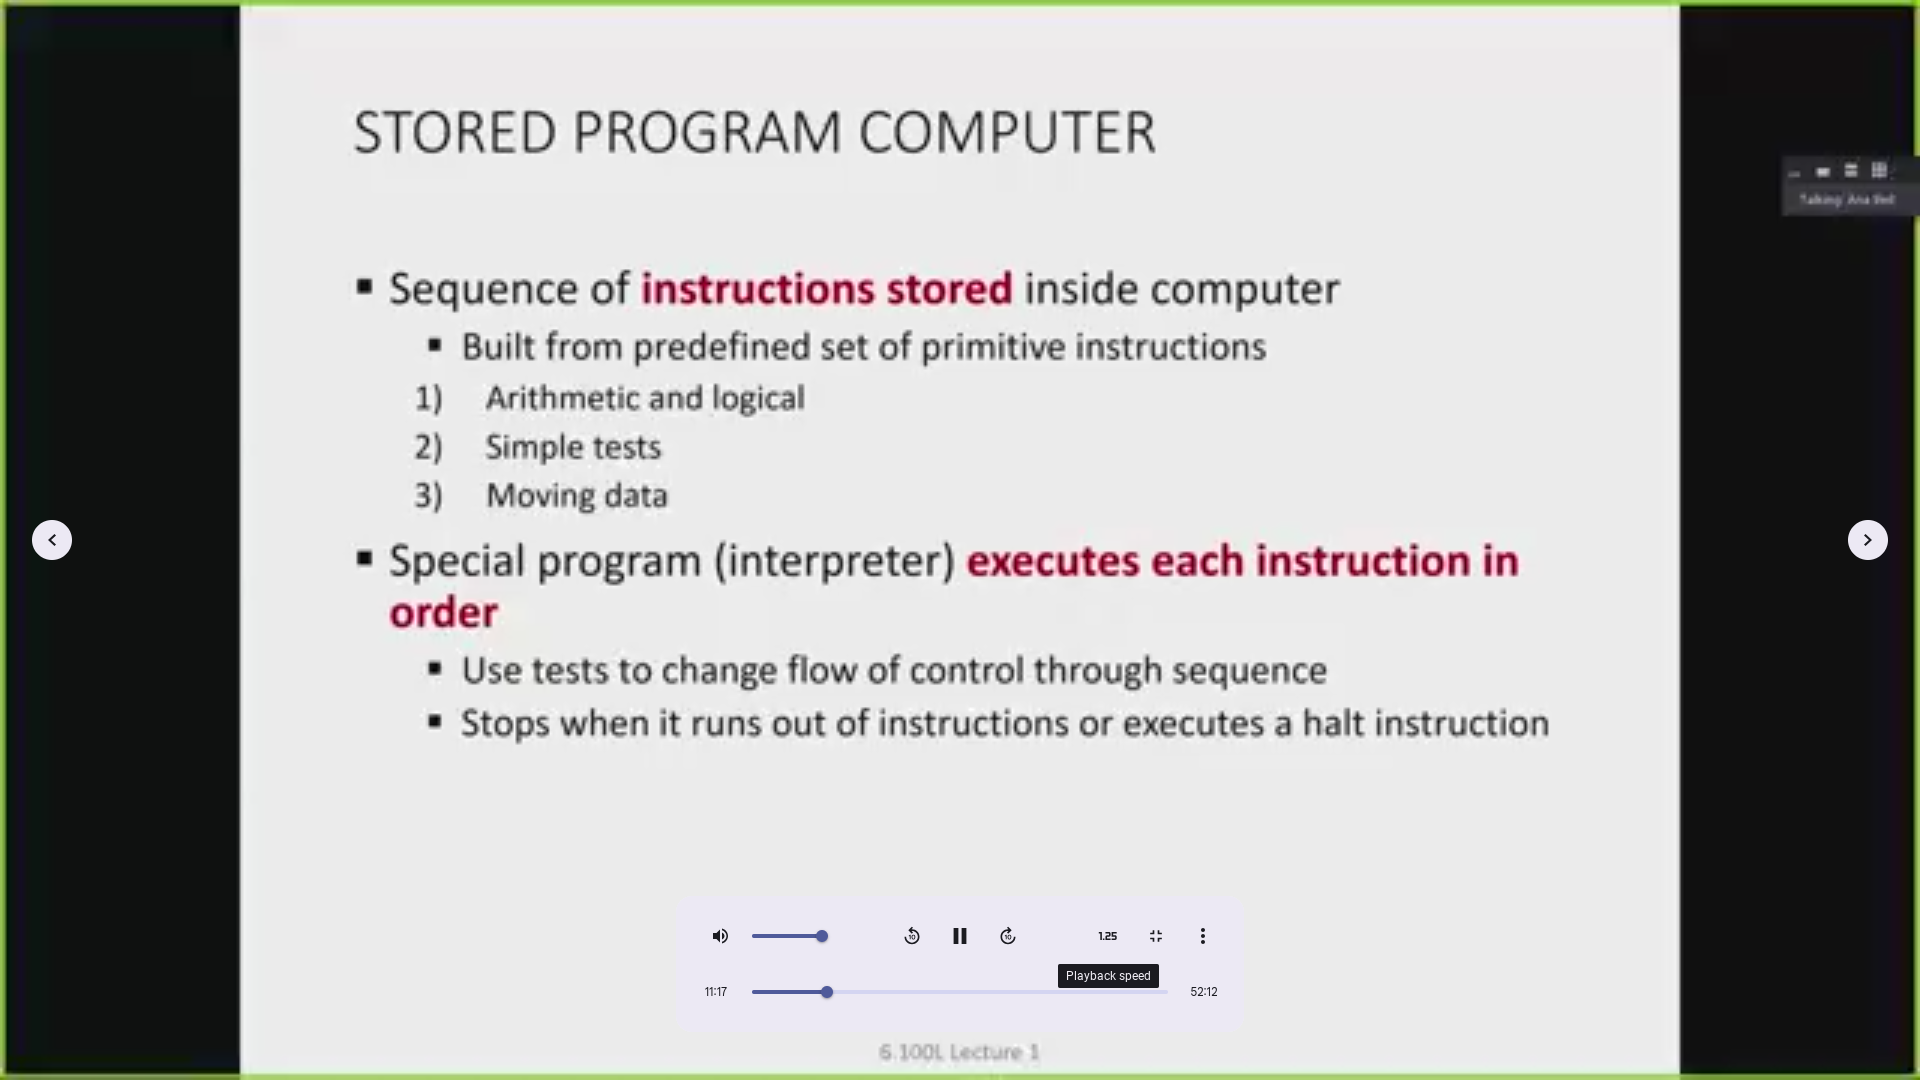 STORED PROGRAM COMPUTER
Talking: Ana Bell
▪ Sequence of instructions stored inside computer
▪ Built from predefined set of primitive instructions
1) Arithmetic and logical
2) Simple tests
3) Moving data
▪ Special program (interpreter) executes each instruction in
order
▪ Use tests to change flow of control through sequence
▪ Stops when it runs out of instructions or executes a halt instruction
10
10
1.25
Playback speed
11:17
52:12
6.100L Lecture 1